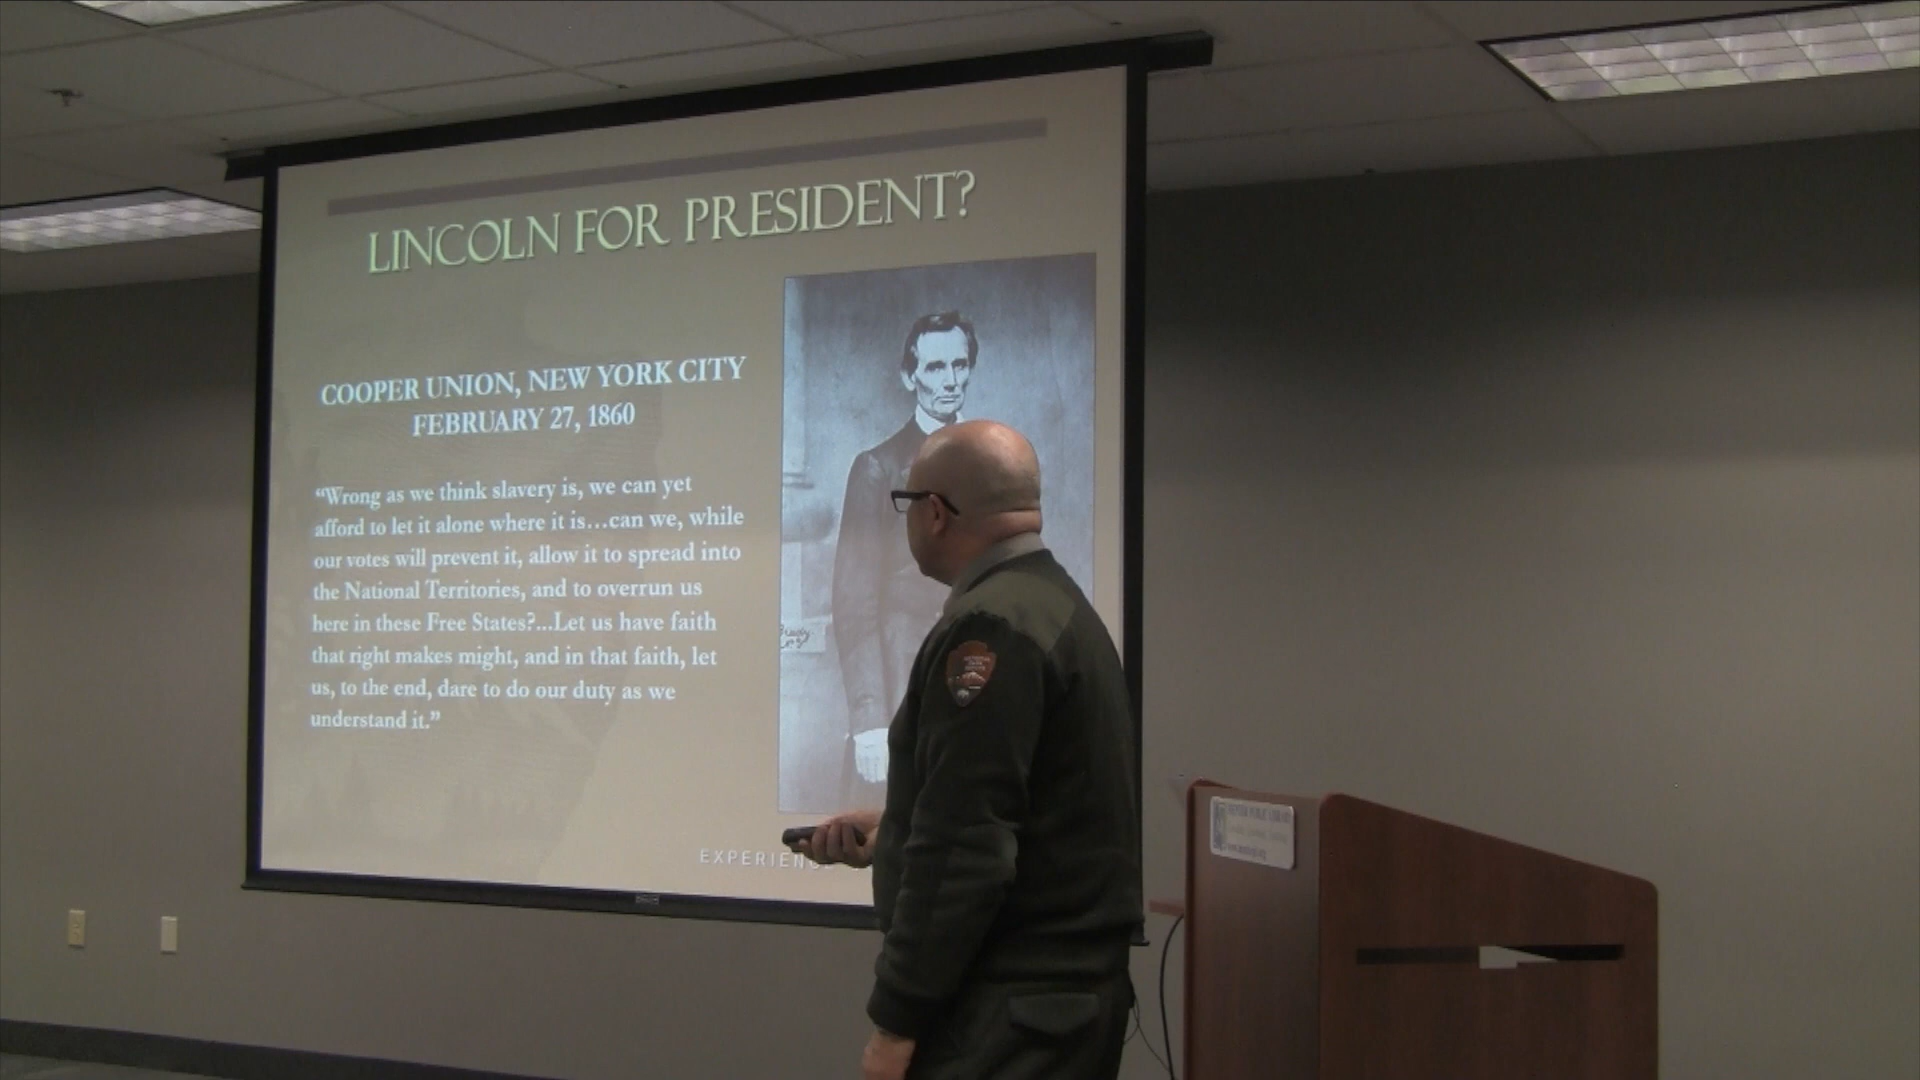 LINCOLN FOR PRESIDENT?
COOPER UNION, NEW YORK CITY
FEBRUARY 27, 1860
“Wrong as we think slavery is, we can yet
afford to let it alone where it is...can we, while
our votes will prevent it, allow it to spread into
the National Territories, and to overrun us
here in these Free States?...Let us have faith
that right makes might, and in that faith, let
us, to the end, dare to do our duty as we
understand it.”
PUBLIC LIBRARY